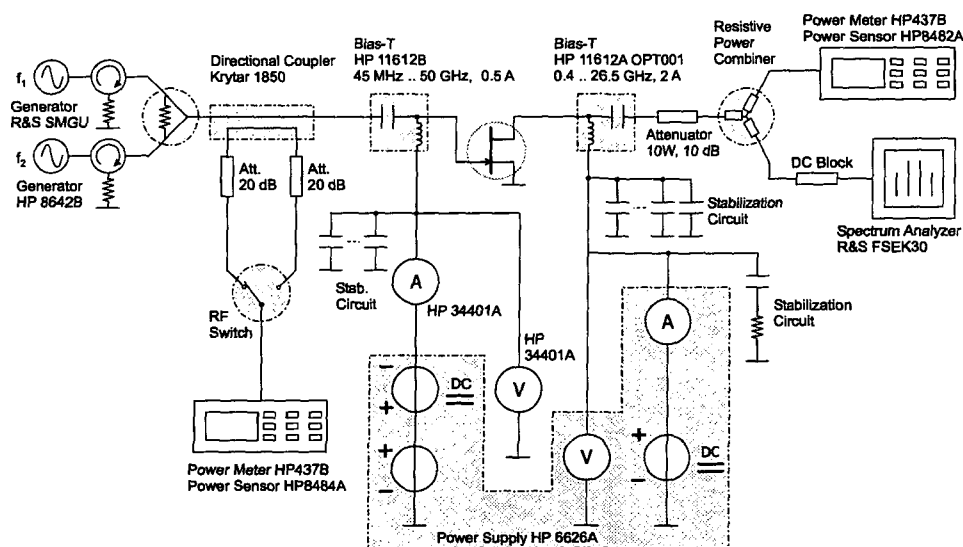 Power Meter HP437B
Power Sensor HP8482A
Resistive
Power
Combiner
Bias-T
HP 11612B
45 MHz .. 50 GHz, 0.5 A
Bias-T
HP 11612A OPT001
0.4 .. 26.5 GHz, 2 A
Directional Coupler
Krytar 1850
f1
Generator
R&S SMGU
f2
Generator
HP 8642B
Att.
20 dB
Att.
20 dB
Attenuator
10W, 10 dB
DC Block
Spectrum Analyzer
R&S FSEK30
...
Stab.
Circuit
... 
Stabilization
Circuit
A
HP 34401A
HP
34401A
A
Stabilization
Circuit
RF
Switch
− 
+
DC
V
+
−
V
+
−
DC
Power Meter HP437B
Power Sensor HP8484A
Power Supply HP 6626A